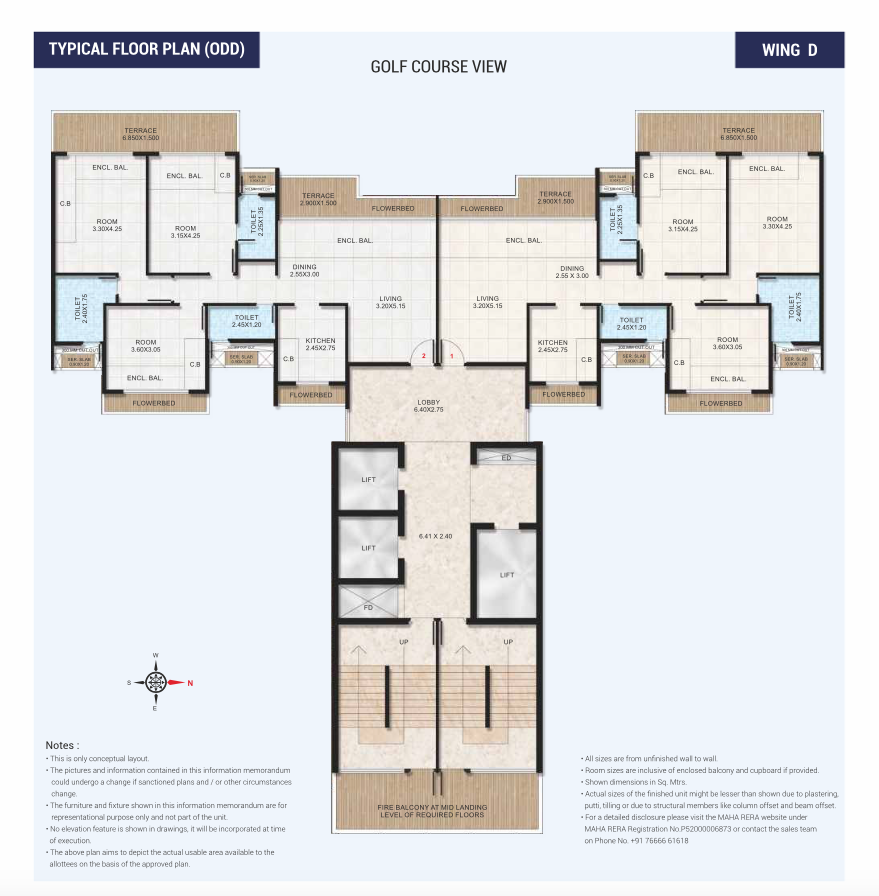 TYPICAL FLOOR PLAN (ODD)
WING D
GOLF COURSE VIEW
TERRACE
6.850X1.500
TERRACE
6.850X1.500
ENCL. BAL.
ENCL. BAL.
C.B
C.B
ROOM
3.30X4.25
ROOM
3.15X4.25
TOILET
2.25X1.35
TERRACE
2.900X1.500
FLOWERBED
ENCL. BAL.
DINING
2.55X3.00
LIVING
3.20X5.15
TERRACE
2.900X1.500
FLOWERBED
ENCL. BAL.
DINING
2.55 X 3.00
LIVING
3.20X5.15
TOILET
2.25X1.35
C.B
ENCL. BAL.
ENCL. BAL.
ROOM
3.15X4.25
ROOM
3.30X4.25
TOILET
2.40X1.75
TOILET
2.45X1.20
ROOM
3.60X3.05
C.B
ENCL. BAL.
FLOWERBED
SER. SLAB
0.90X1.20
SER. SLAB
0.90X1.20
KITCHEN
2.45X2.75
C.B
FLOWERBED
2
1
KITCHEN
2.45X2.75
C.B
FLOWERBED
TOILET
2.45X1.20
SER. SLAB
0.90X1.20
ROOM
3.60X3.05
C.B
ENCL. BAL.
FLOWERBED
TOILET
2.40X1.75
SER. SLAB
0.90X1.20
LOBBY
6.40X2.75
LIFT
ED
LIFT
6.41 X 2.40
LIFT
FD
UP
UP
FIRE BALCONY AT MID LANDING
LEVEL OF REQUIRED FLOORS
W
S
N
E
Notes :
• This is only conceptual layout.
• The pictures and information contained in this information memorandum
could undergo a change if sanctioned plans and / or other circumstances
change.
• The furniture and fixture shown in this information memorandum are for
representational purpose only and not part of the unit.
• No elevation feature is shown in drawings, it will be incorporated at time
of execution.
• The above plan aims to depict the actual usable area available to the
allottees on the basis of the approved plan.
• All sizes are from unfinished wall to wall.
• Room sizes are inclusive of enclosed balcony and cupboard if provided.
• Shown dimensions in Sq. Mtrs.
• Actual sizes of the finished unit might be lesser than shown due to plastering,
putti, tilling or due to structural members like column offset and beam offset.
• For a detailed disclosure please visit the MAHA RERA website under
MAHA RERA Registration No.P52000006873 or contact the sales team
on Phone No. +91 76666 61618